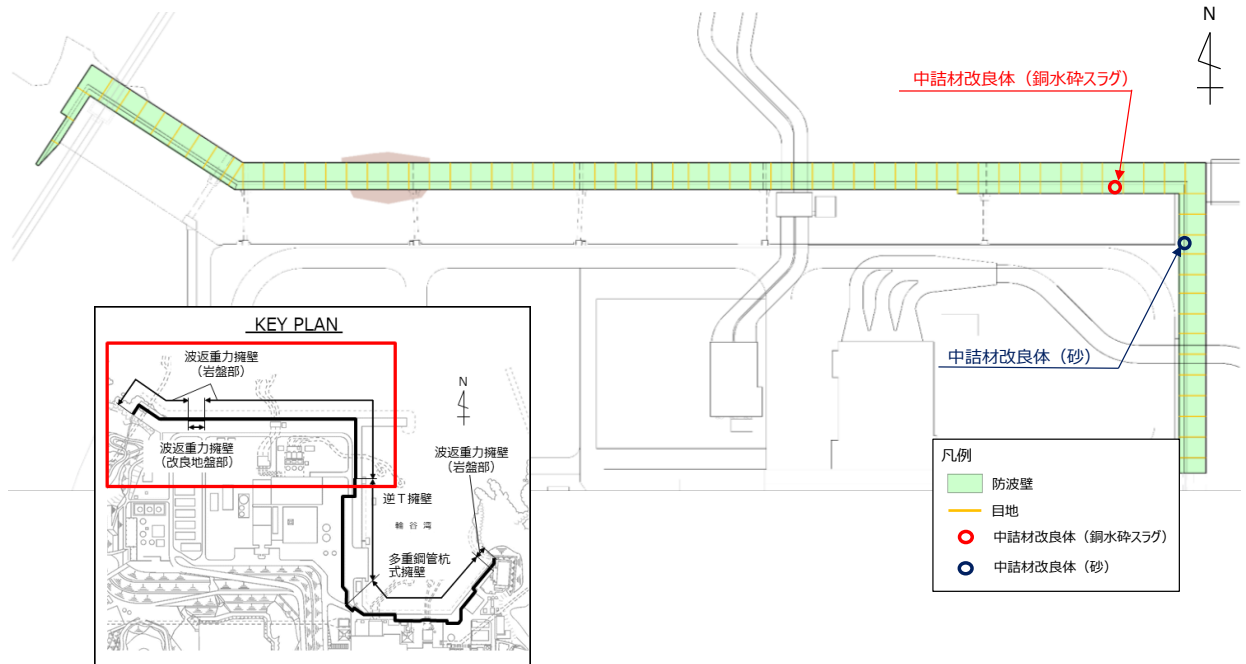 N
中詰材改良体（銅水砕スラグ）
中詰材改良体（砂）
KEY PLAN
波返重力擁壁
（岩盤部）
N
波返重力擁壁
（改良地盤部）
波返重力擁壁
（岩盤部）
逆Ｔ擁壁
輪谷湾
多重鋼管杭
式擁壁
凡例
防波壁
目地
中詰材改良体（銅水砕スラグ）
中詰材改良体（砂）